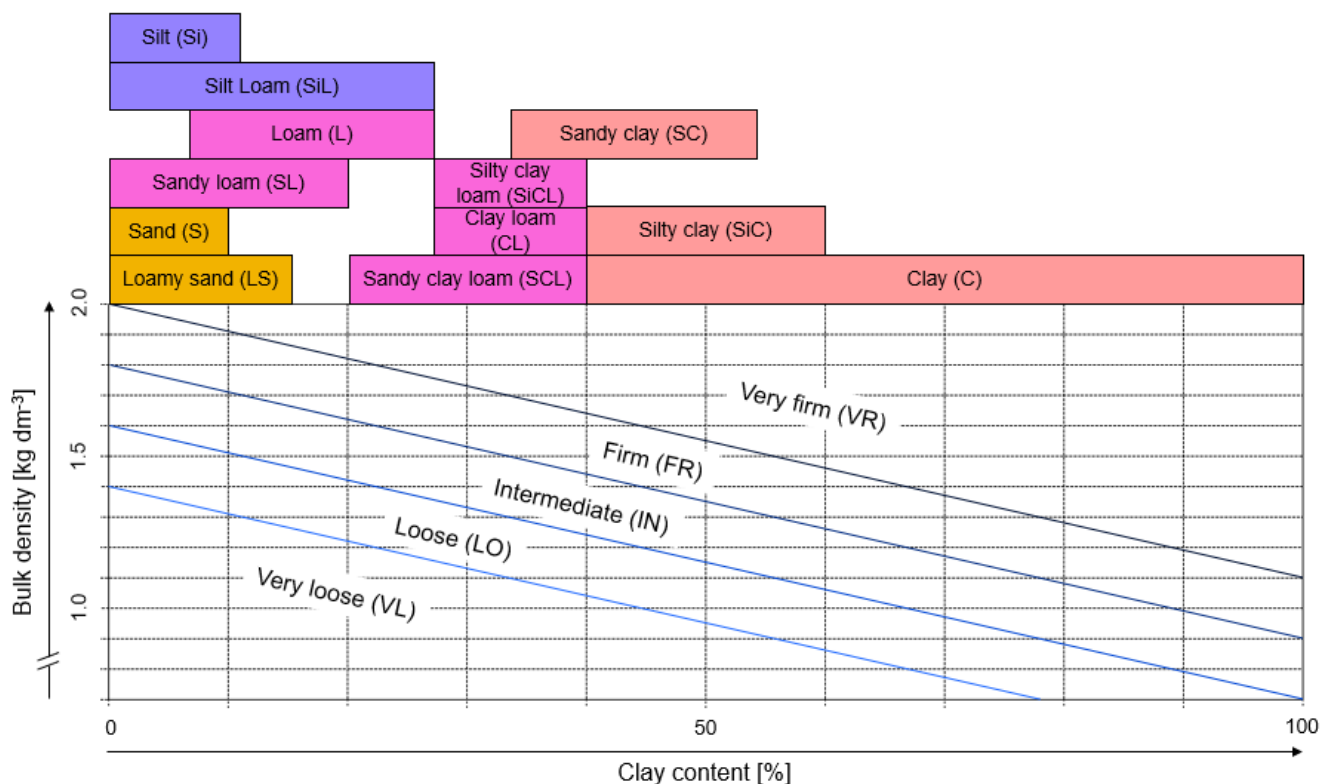 Silt (Si)
Silt Loam (SiL)
Loam (L)
Sandy clay (SC)
Sandy loam (SL)
Silty clay
loam (SiCL)
Sand (S)
Clay loam
(CL)
Silty clay (SiC)
Loamy sand (LS)
Sandy clay loam (SCL)
Clay (C)
2.0
1.5
1.0
Bulk density [kg dm⁻³]
Very firm (VR)
Firm (FR)
Intermediate (IN)
Loose (LO)
Very loose (VL)
0
50
100
Clay content [%]